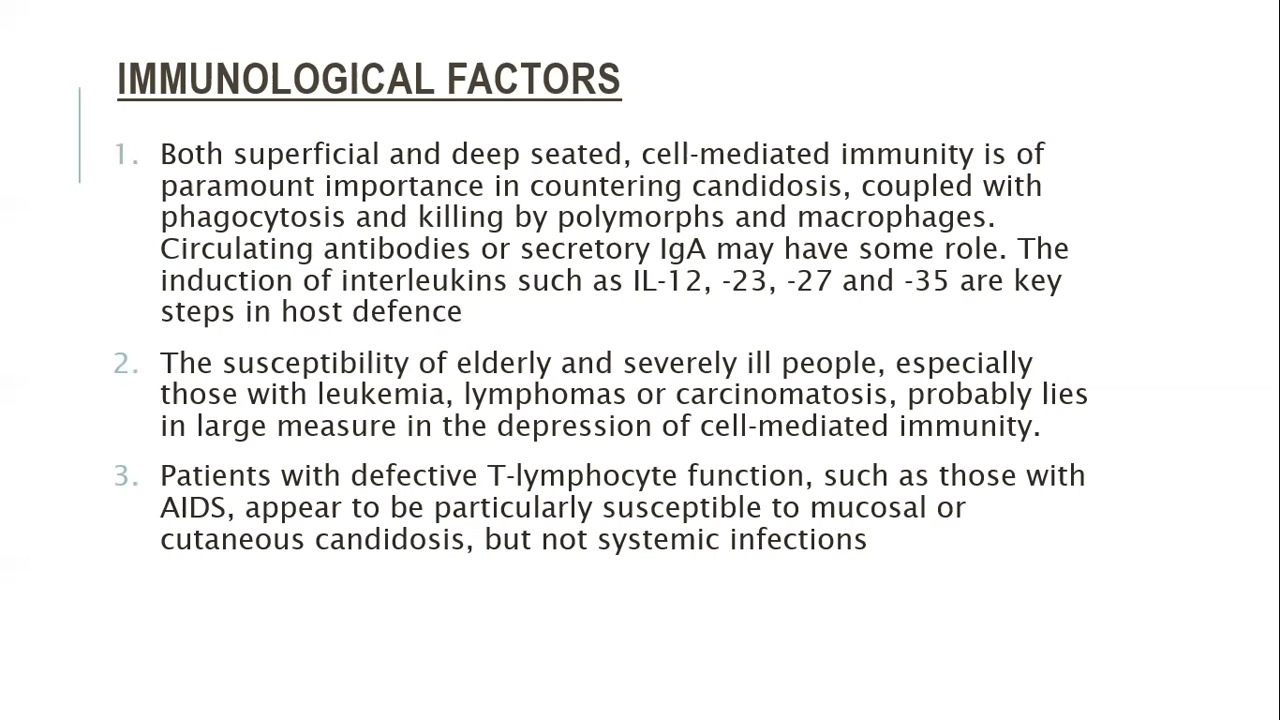 IMMUNOLOGICAL FACTORS
1. Both superficial and deep seated, cell-mediated immunity is of
paramount importance in countering candidosis, coupled with
phagocytosis and killing by polymorphs and macrophages.
Circulating antibodies or secretory IgA may have some role. The
induction of interleukins such as IL-12, -23, -27 and -35 are key
steps in host defence
2. The susceptibility of elderly and severely ill people, especially
those with leukemia, lymphomas or carcinomatosis, probably lies
in large measure in the depression of cell-mediated immunity.
3. Patients with defective T-lymphocyte function, such as those with
AIDS, appear to be particularly susceptible to mucosal or
cutaneous candidosis, but not systemic infections